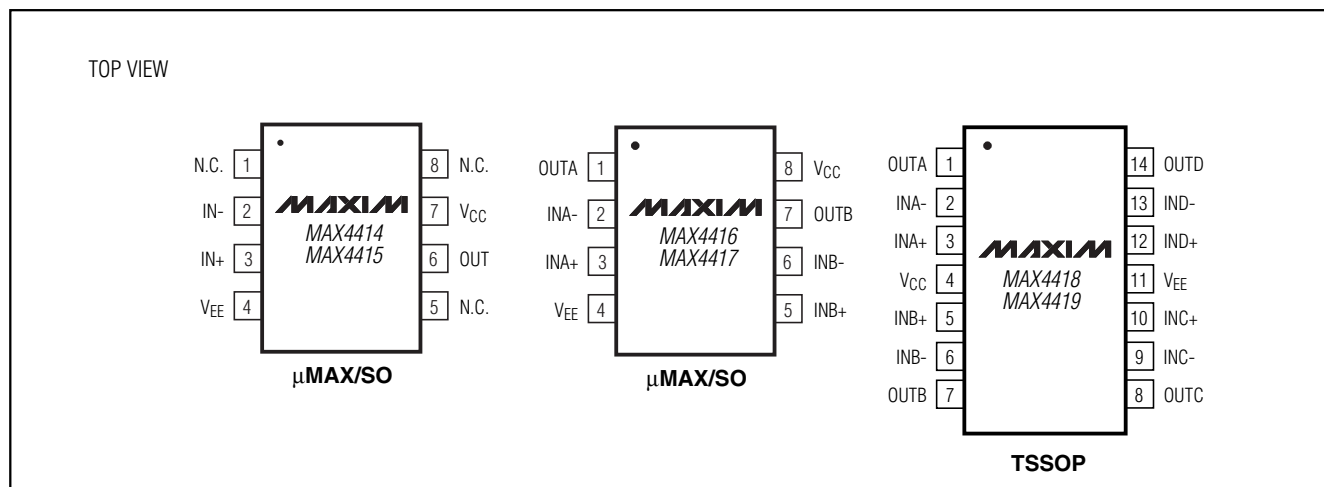 TOP VIEW
N.C. 1
IN- 2
IN+ 3
VEE 4
MAXIM
MAX4414
MAX4415
8 N.C.
7 VCC
6 OUT
5 N.C.
µMAX/SO
OUTA 1
INA- 2
INA+ 3
VEE 4
MAXIM
MAX4416
MAX4417
8 VCC
7 OUTB
6 INB-
5 INB+
µMAX/SO
OUTA 1
INA- 2
INA+ 3
VCC 4
INB+ 5
INB- 6
OUTB 7
MAXIM
MAX4418
MAX4419
14 OUTD
13 IND-
12 IND+
11 VEE
10 INC+
9 INC-
8 OUTC
TSSOP